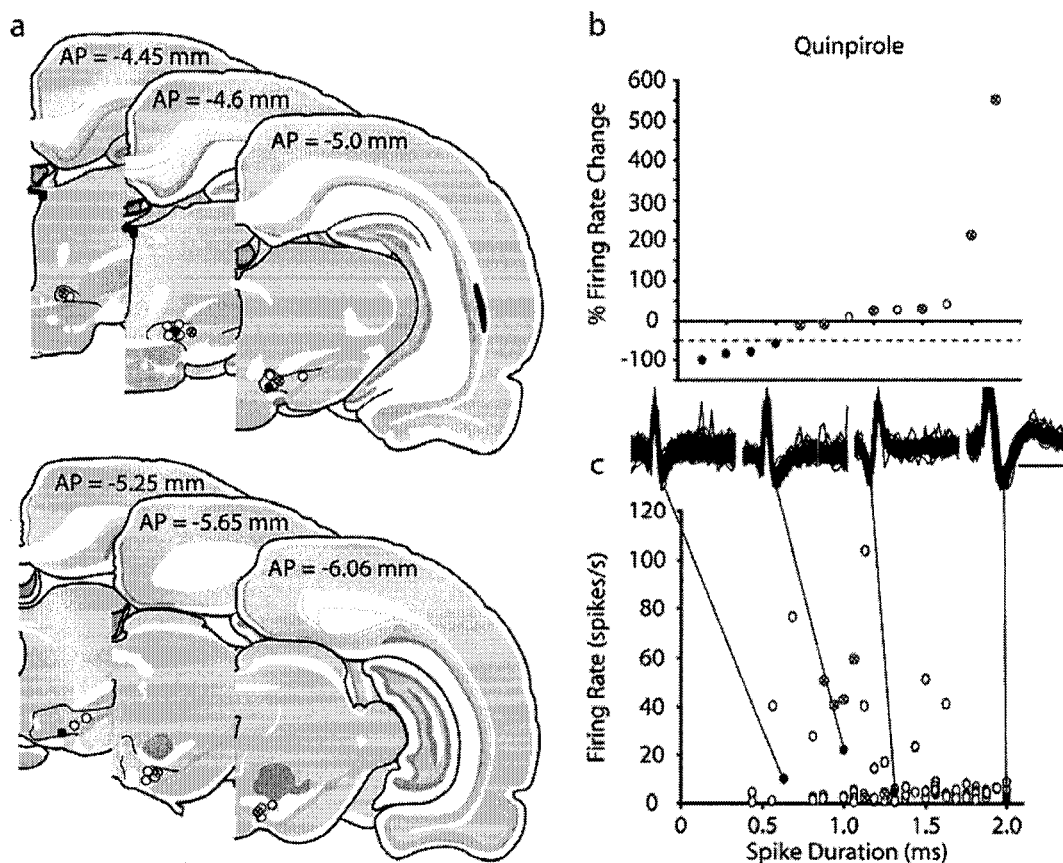 a
AP = -4.45 mm
AP = -4.6 mm
AP = -5.0 mm
AP = -5.25 mm
AP = -5.65 mm
AP = -6.06 mm
b
Quinpirole
% Firing Rate Change
600
500
400
300
200
100
0
-100
c
Firing Rate (spikes/s)
120
100
80
60
40
20
0
0
0.5
1.0
1.5
2.0
Spike Duration (ms)